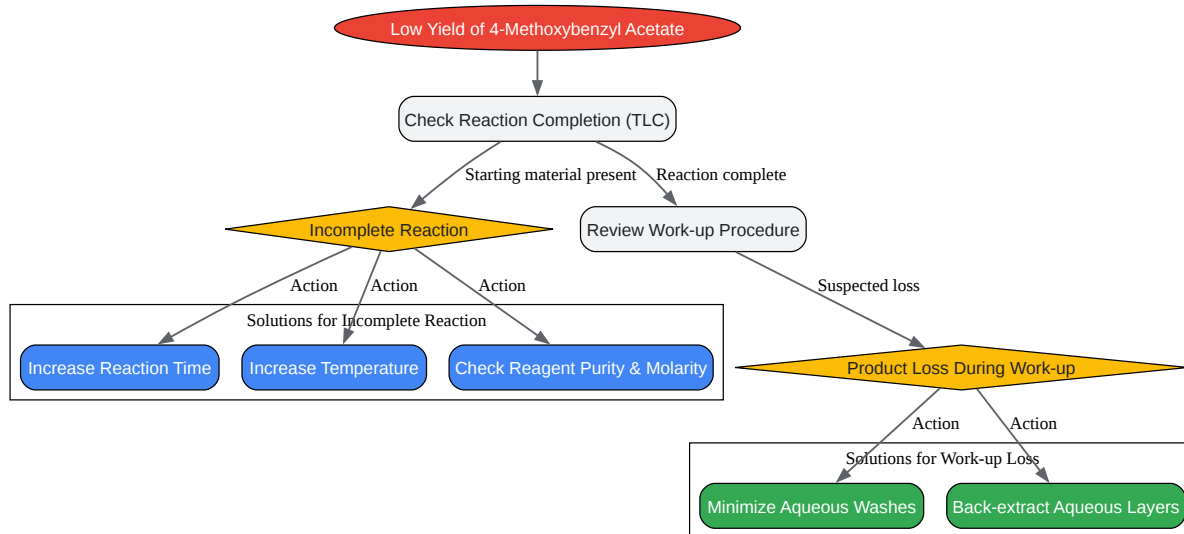 Low Yield of 4-Methoxybenzyl Acetate
Check Reaction Completion (TLC)
Starting material present
Reaction complete
Incomplete Reaction
Review Work-up Procedure
Action
Action
Action
Suspected loss
Solutions for Incomplete Reaction
Increase Reaction Time
Increase Temperature
Check Reagent Purity & Molarity
Product Loss During Work-up
Action
Action
Solutions for Work-up Loss
Minimize Aqueous Washes
Back-extract Aqueous Layers